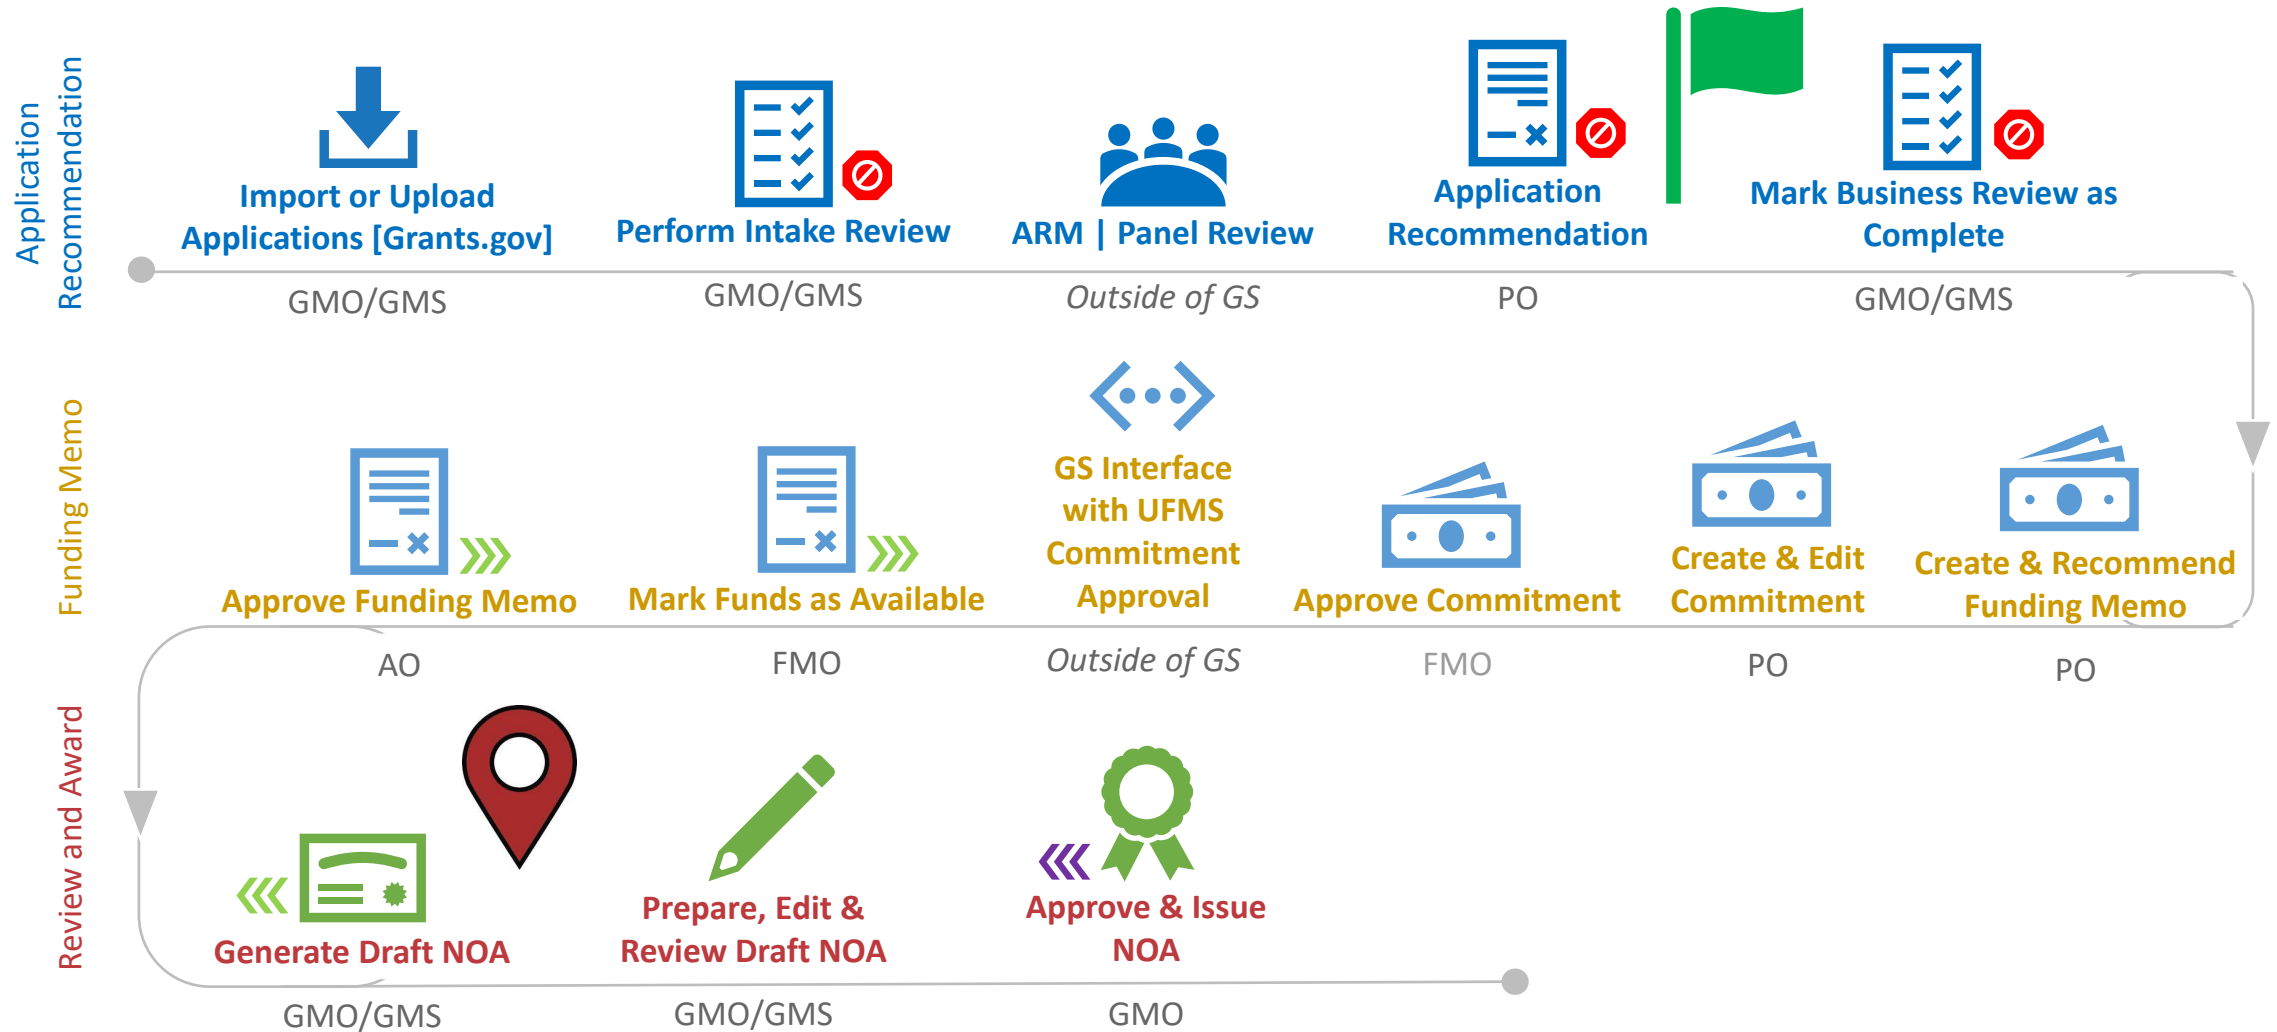 Application
Recommendation
Import or Upload
Applications [Grants.gov]
GMO/GMS
Perform Intake Review
GMO/GMS
ARM | Panel Review
Outside of GS
Application
Recommendation
PO
Mark Business Review as
Complete
GMO/GMS
Funding Memo
Approve Funding Memo
AO
Mark Funds as Available
FMO
GS Interface
with UFMS
Commitment
Approval
Outside of GS
Approve Commitment
FMO
Create & Edit
Commitment
PO
Create & Recommend
Funding Memo
PO
Review and Award
Generate Draft NOA
GMO/GMS
Prepare, Edit &
Review Draft NOA
GMO/GMS
Approve & Issue
NOA
GMO